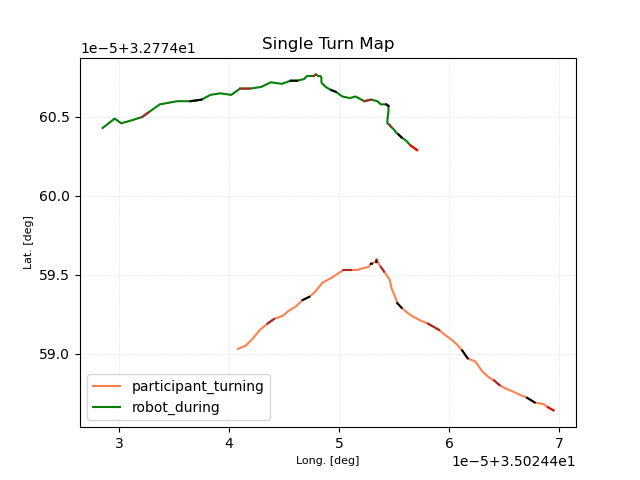 Single Turn Map
1e−5+3.2774e1
60.5
60.0
59.5
59.0
Lat. [deg]
participant_turning
robot_during
3 4 5 6 7
Long. [deg]
1e−5+3.50244e1